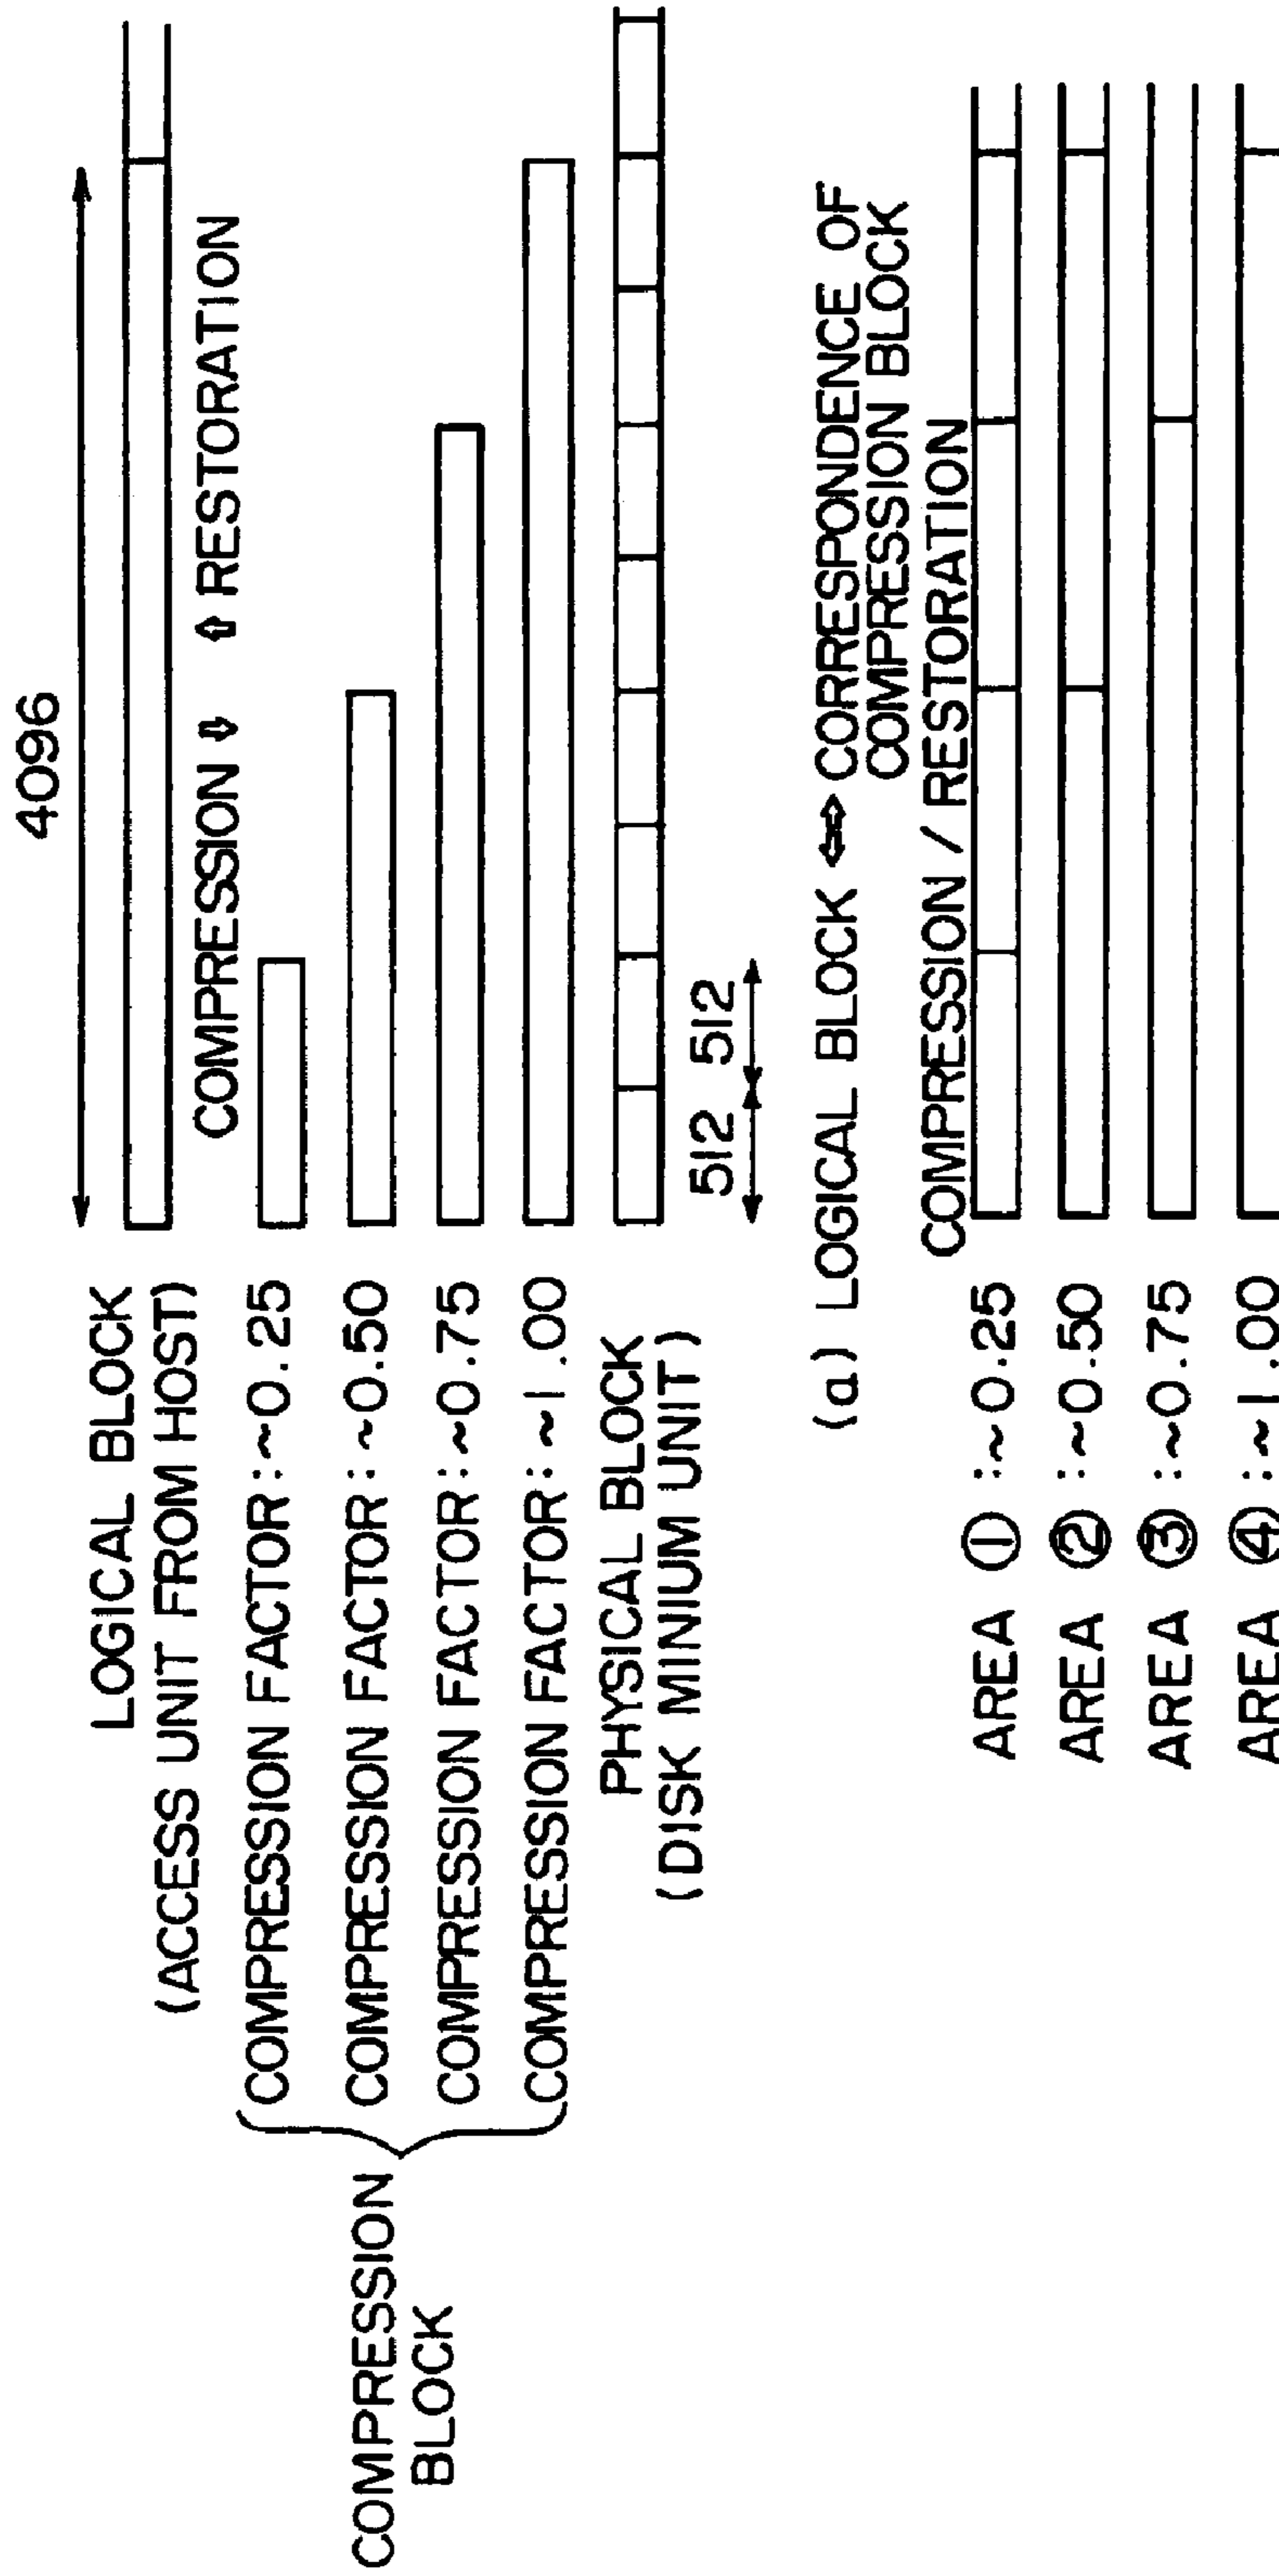 4096
LOGICAL BLOCK
(ACCESS UNIT FROM HOST)
COMPRESSION ⇩ ⇧ RESTORATION
COMPRESSION
BLOCK
COMPRESSION FACTOR : ~0.25
COMPRESSION FACTOR : ~0.50
COMPRESSION FACTOR : ~0.75
COMPRESSION FACTOR : ~1.00
PHYSICAL BLOCK
(DISK MINIUM UNIT)
512 512
(a) LOGICAL BLOCK ⇔ CORRESPONDENCE OF
COMPRESSION BLOCK
COMPRESSION / RESTORATION
AREA ① : ~0.25
AREA ② : ~0.50
AREA ③ : ~0.75
AREA ④ : ~1.00